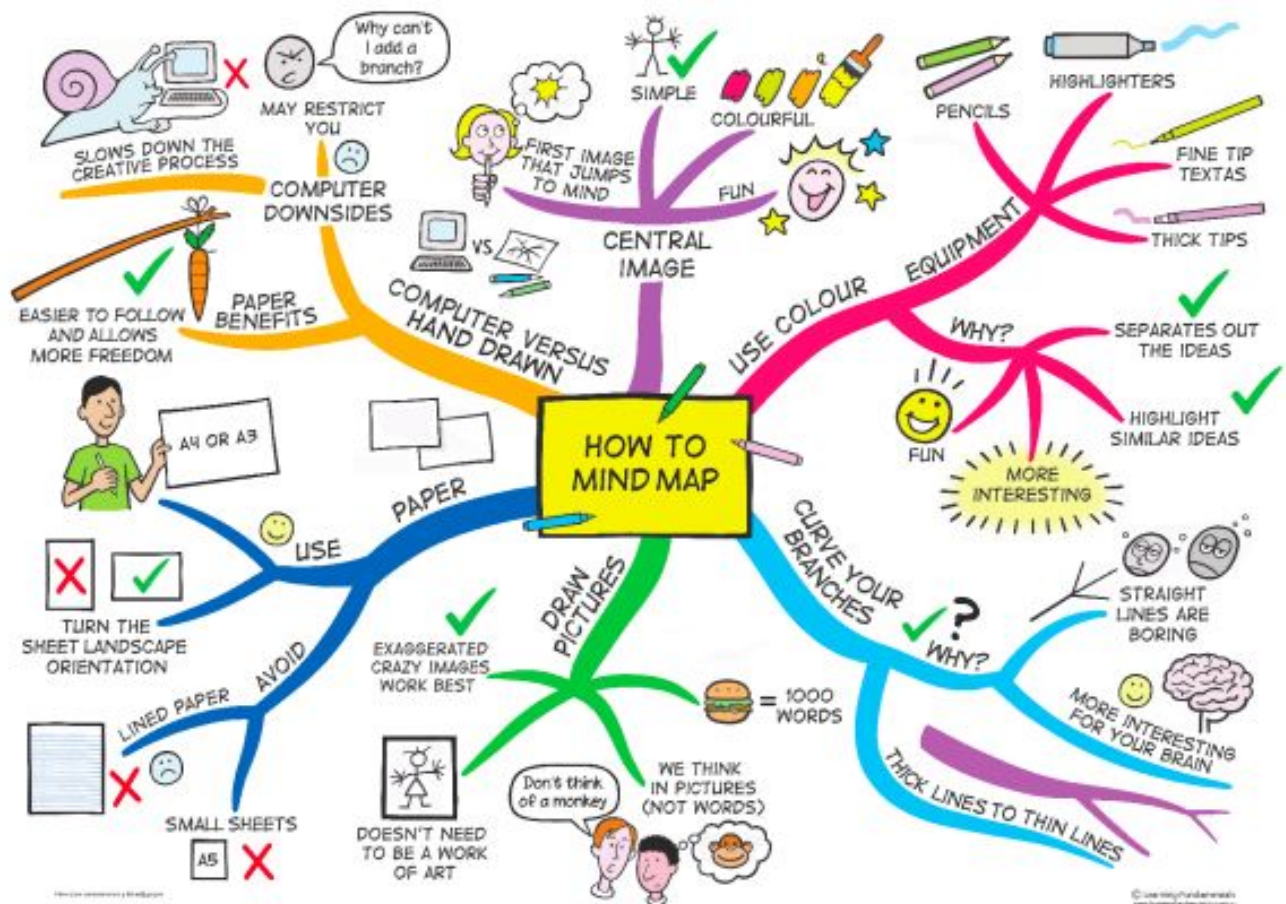 Why can't
I add a
branch?
MAY RESTRICT
YOU
SLOWS DOWN THE
CREATIVE PROCESS
COMPUTER
DOWNSIDES
PAPER
BENEFITS
EASIER TO FOLLOW
AND ALLOWS
MORE FREEDOM
COMPUTER VERSUS
HAND DRAWN
VS.
FIRST IMAGE
THAT JUMPS
TO MIND
SIMPLE
COLOURFUL
FUN
CENTRAL
IMAGE
USE COLOUR
EQUIPMENT
PENCILS
HIGHLIGHTERS
FINE TIP
TEXTAS
THICK TIPS
WHY?
SEPARATES OUT
THE IDEAS
HIGHLIGHT
SIMILAR IDEAS
MORE
INTERESTING
FUN
HOW TO
MIND MAP
CURVE YOUR
BRANCHES
?
WHY?
STRAIGHT
LINES ARE
BORING
MORE INTERESTING
FOR YOUR BRAIN
THICK LINES TO THIN LINES
DRAW
PICTURES
= 1000
WORDS
WE THINK
IN PICTURES
(NOT WORDS)
Don't think
of a monkey
DOESN'T NEED
TO BE A WORK
OF ART
EXAGGERATED
CRAZY IMAGES
WORK BEST
PAPER
USE
A4 OR A3
TURN THE
SHEET LANDSCAPE
ORIENTATION
AVOID
LINED PAPER
SMALL SHEETS
A5
© Learning Fundamentals